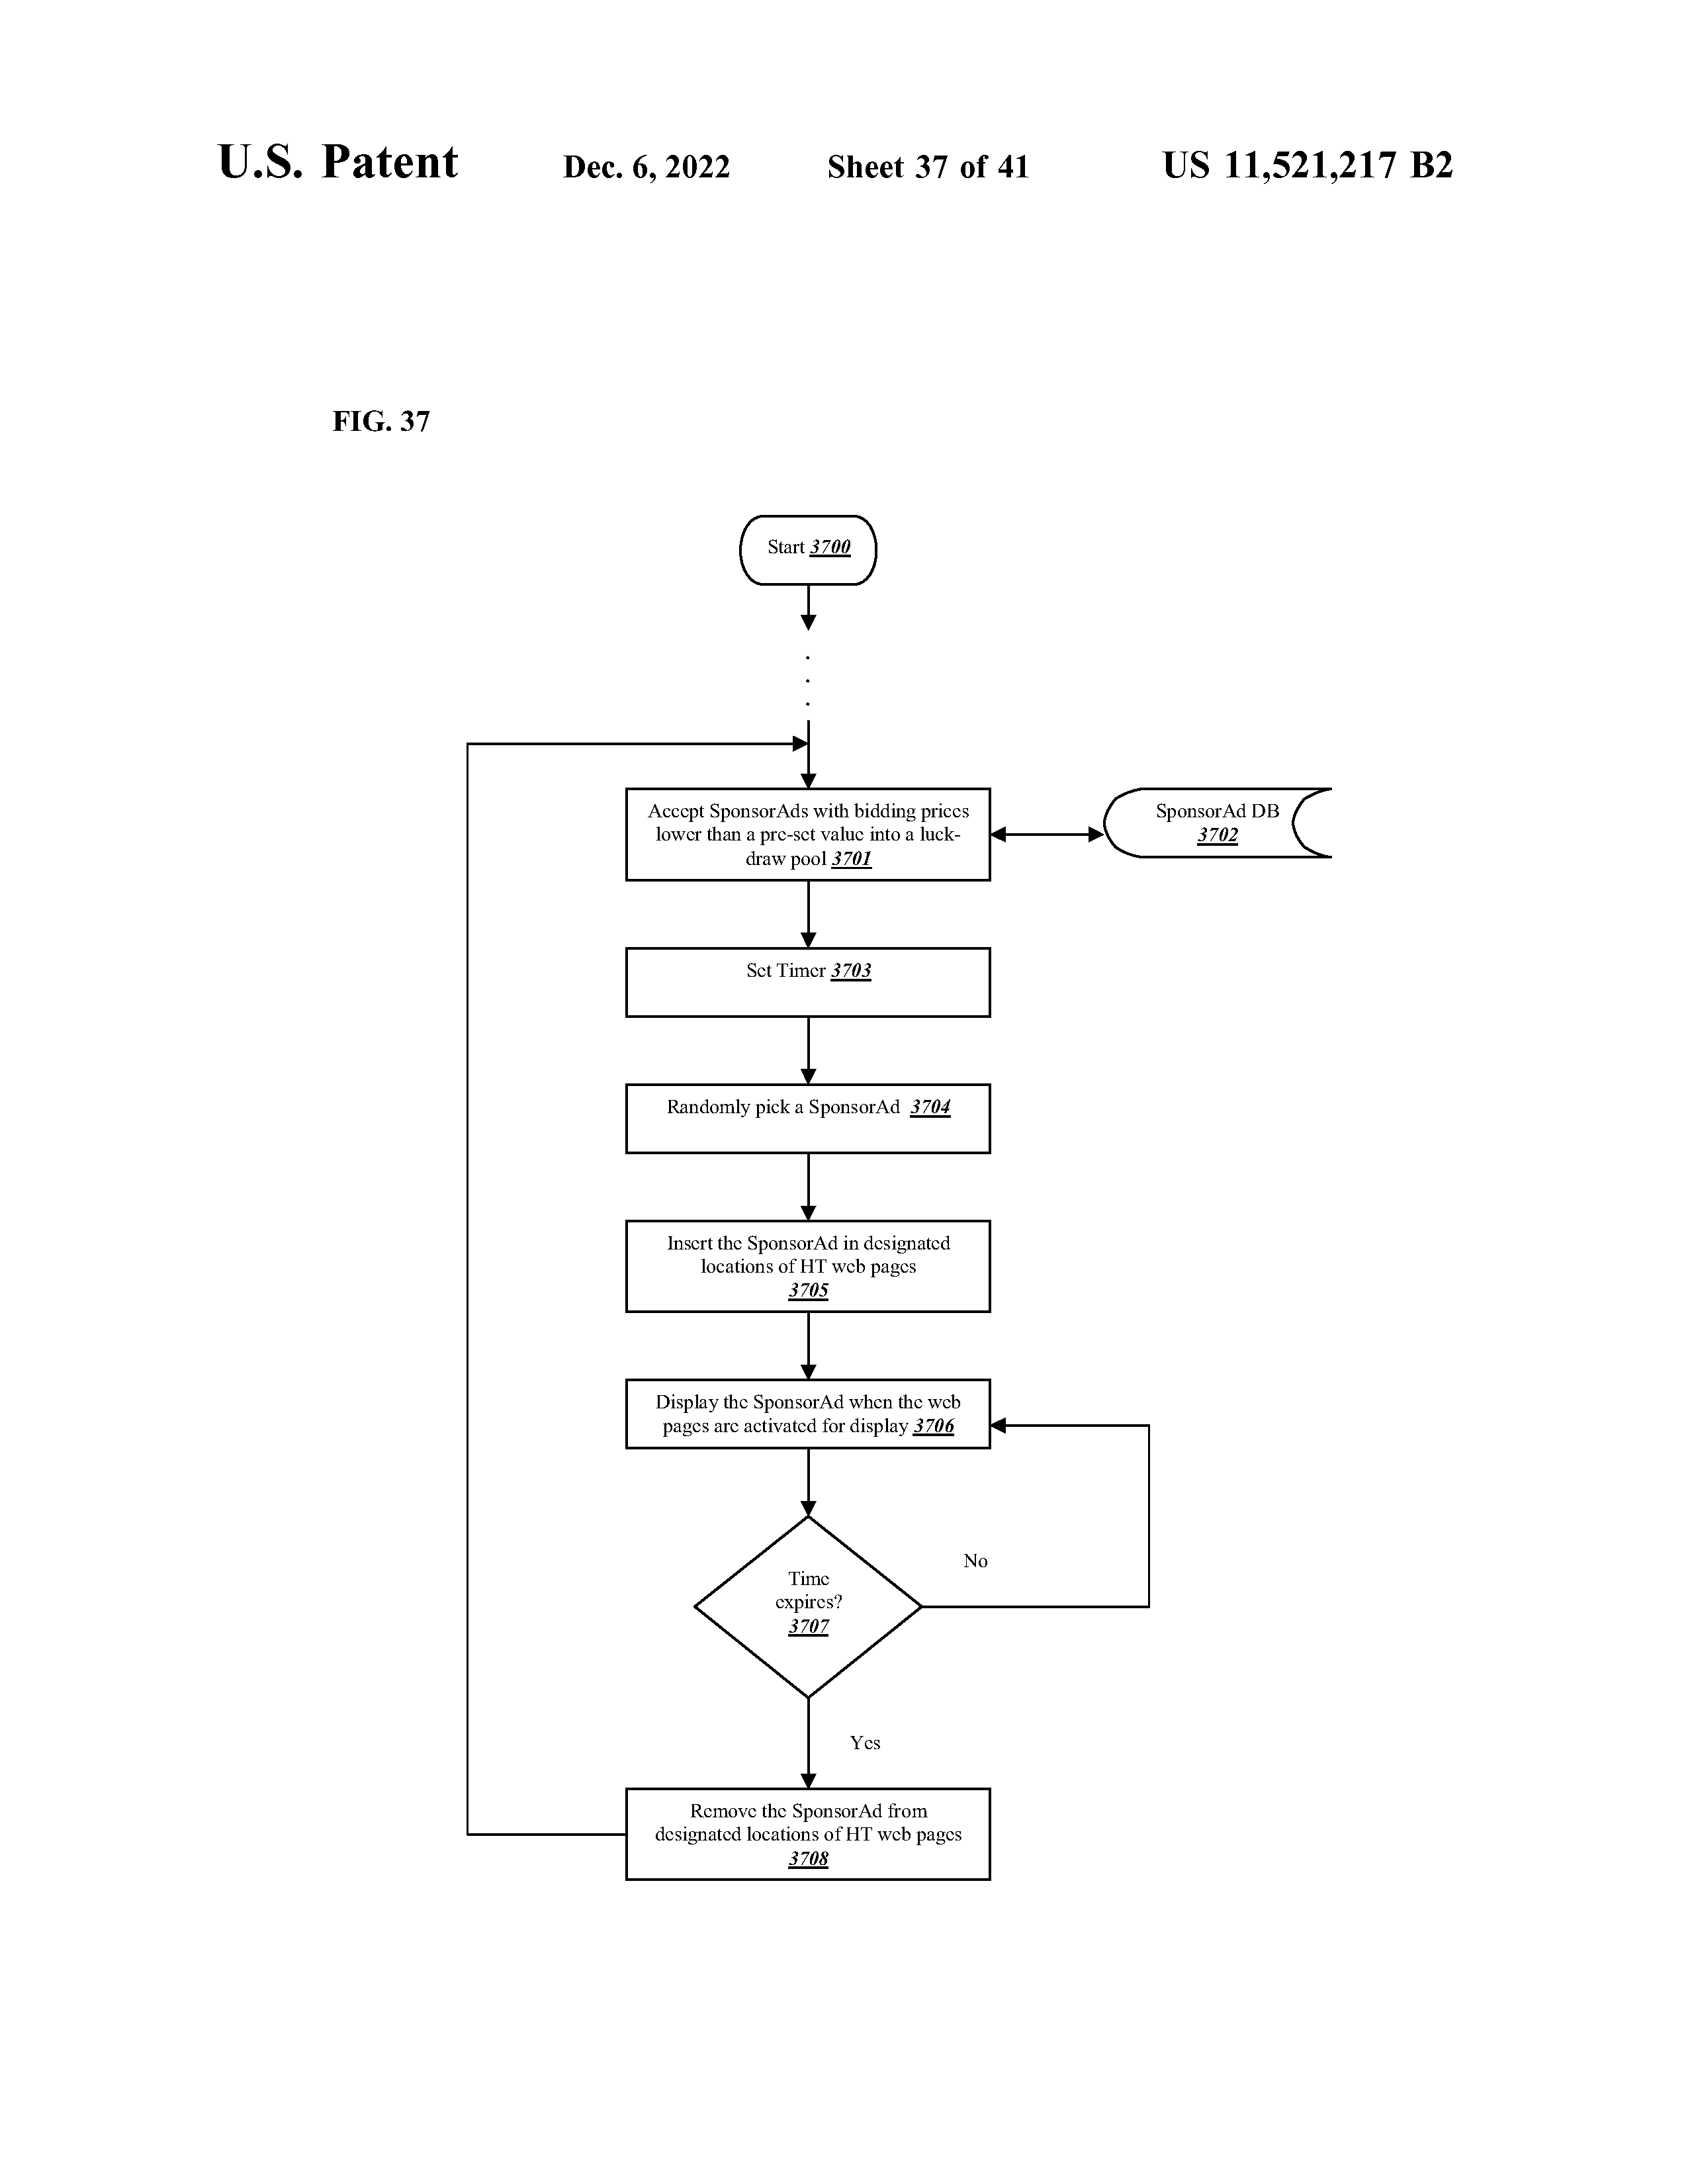 U.S. Patent Dec. 6, 2022 Sheet 37 of 41 US 11,521,217 B2
FIG. 37
Start 3700
.
.
.
Accept SponsorAds with bidding prices
lower than a pre-set value into a luck-
draw pool 3701
SponsorAd DB
3702
Set Timer 3703
Randomly pick a SponsorAd 3704
Insert the SponsorAd in designated
locations of HT web pages
3705
Display the SponsorAd when the web
pages are activated for display 3706
Time
expires?
3707
No
Yes
Remove the SponsorAd from
designated locations of HT web pages
3708